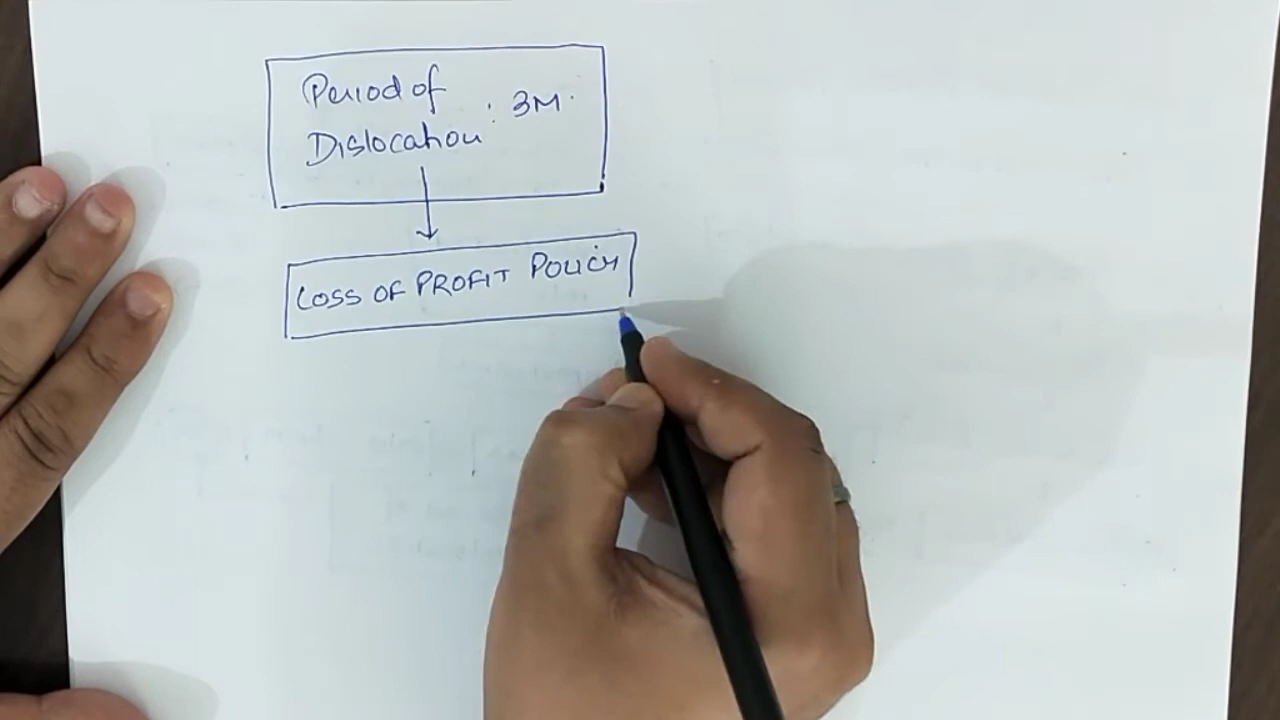 Period of
Dislocation : 3M.
LOSS OF PROFIT POLICY